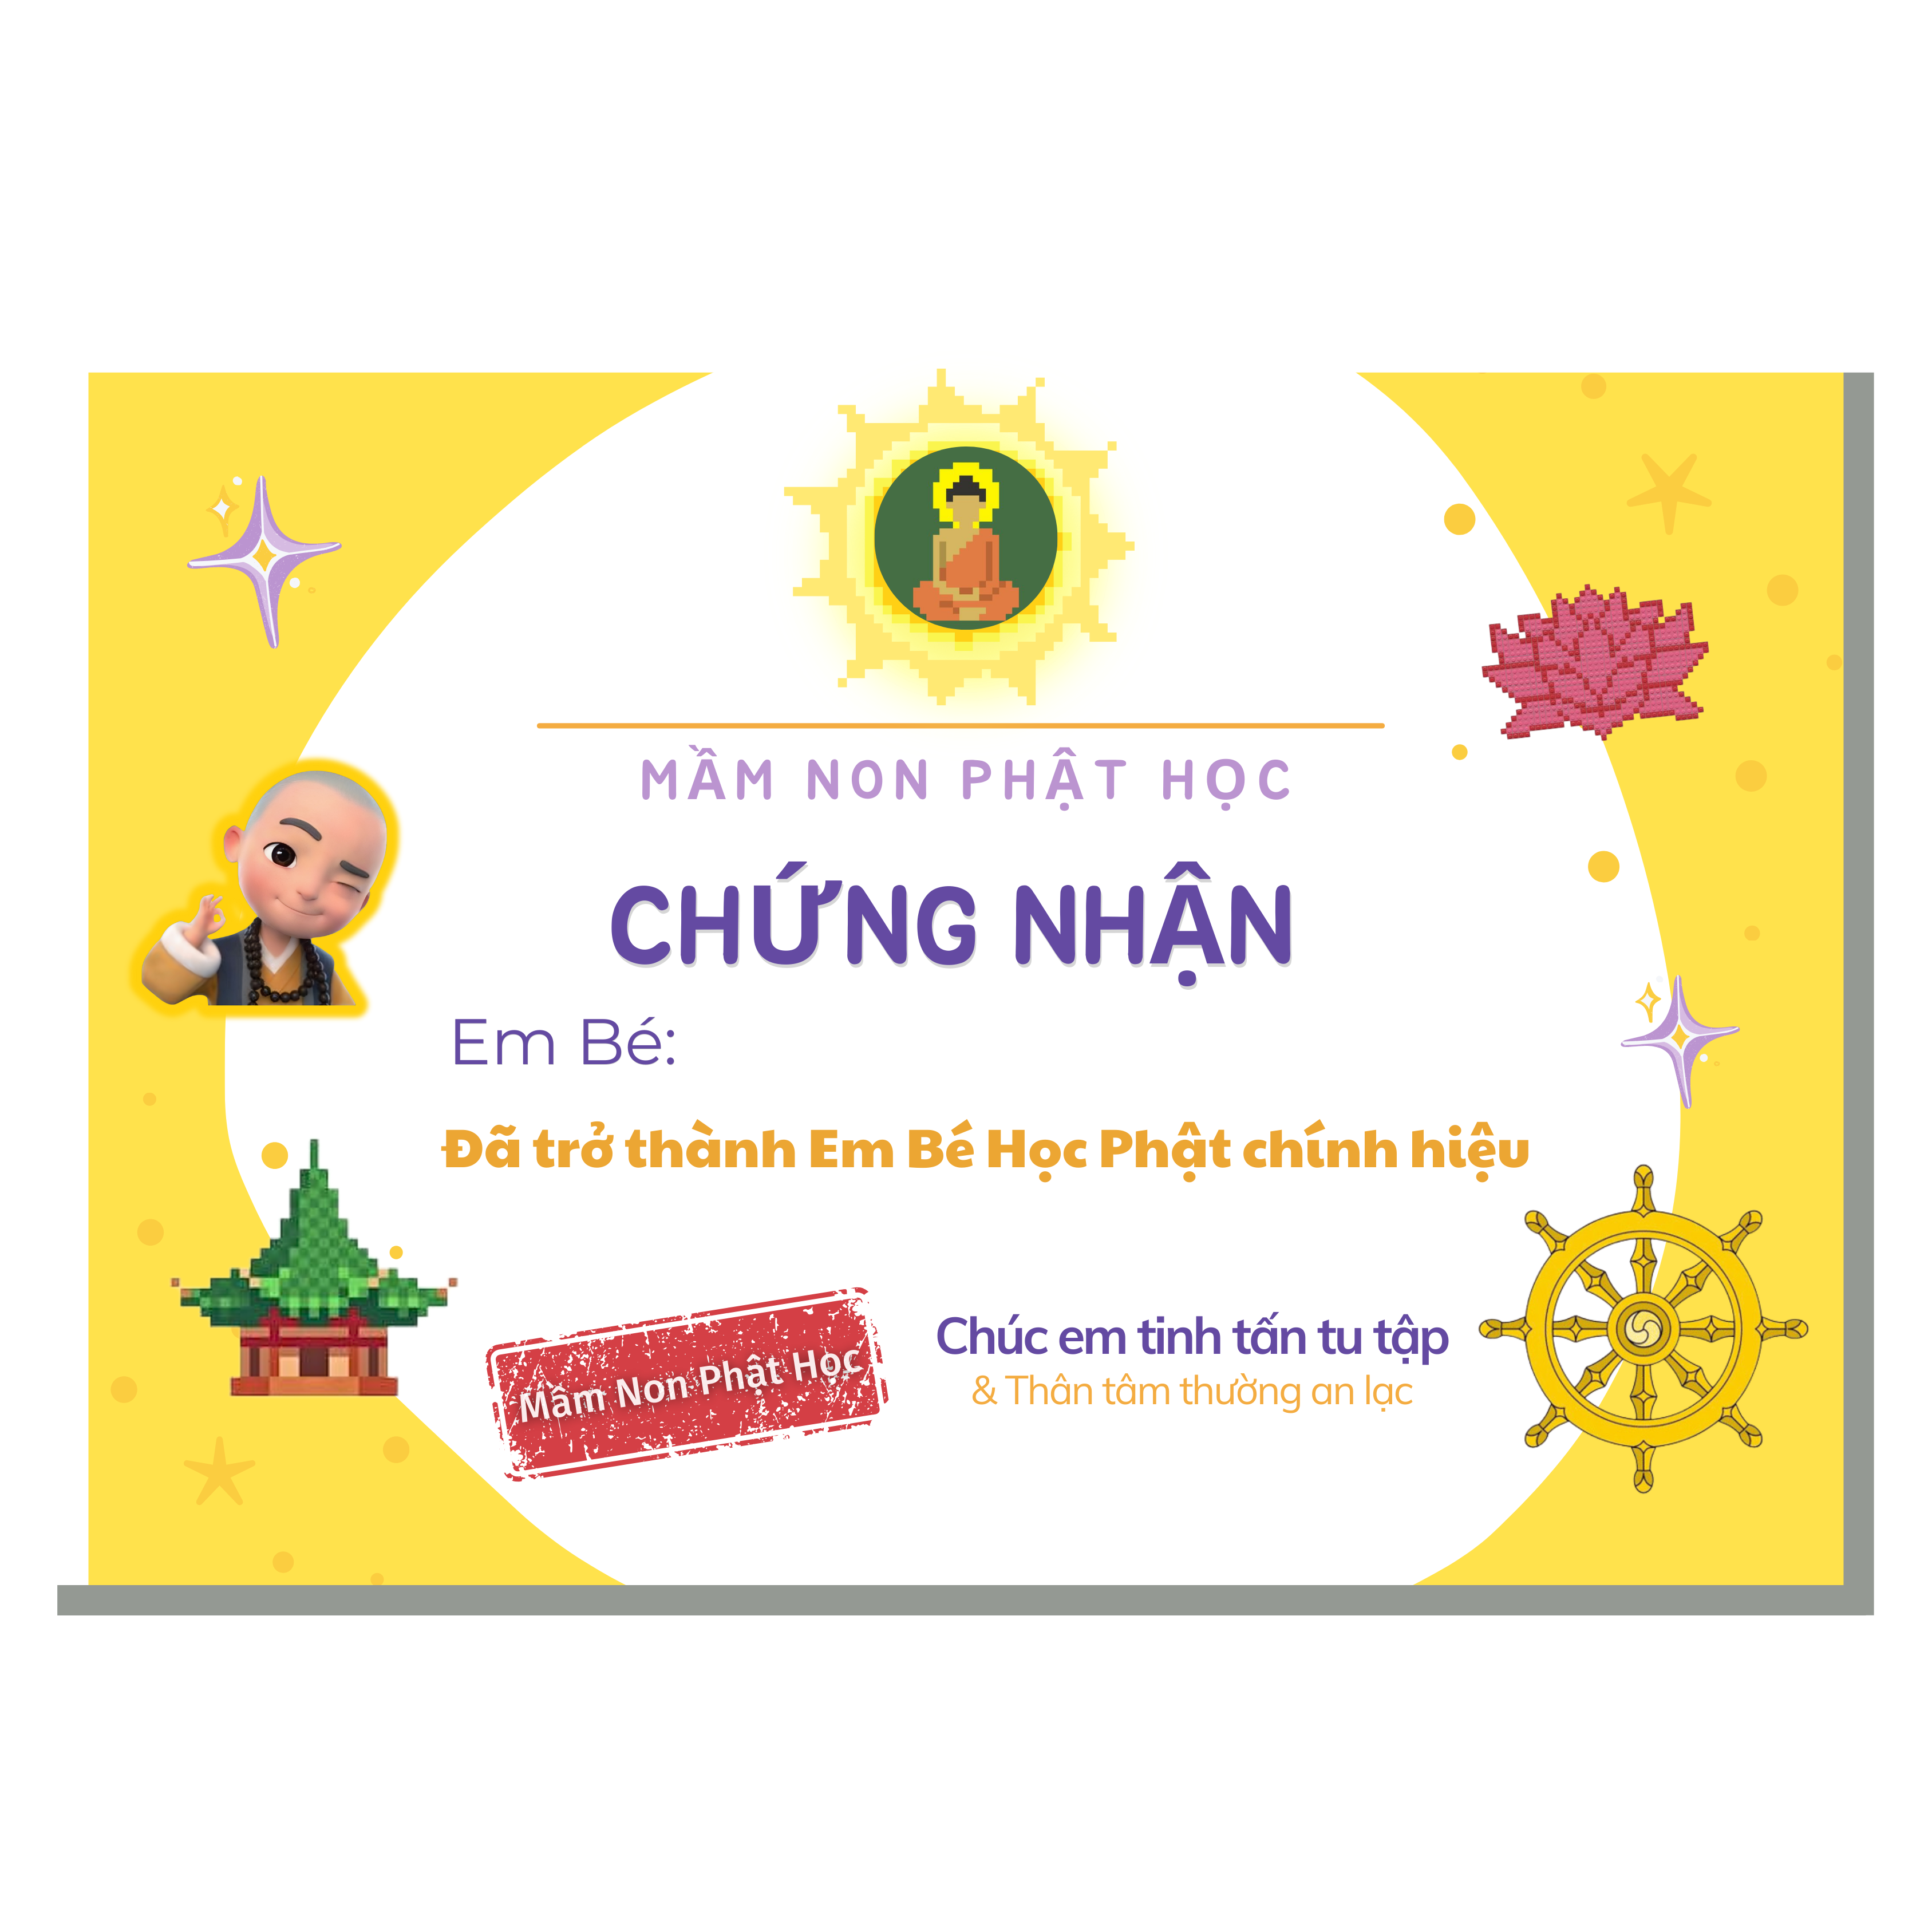 MẦM NON PHẬT HỌC
CHỨNG NHẬN
Em Bé:
Đã trở thành Em Bé Học Phật chính hiệu
Mầm Non Phật Học
Chúc em tinh tấn tu tập
& Thân tâm thường an lạc